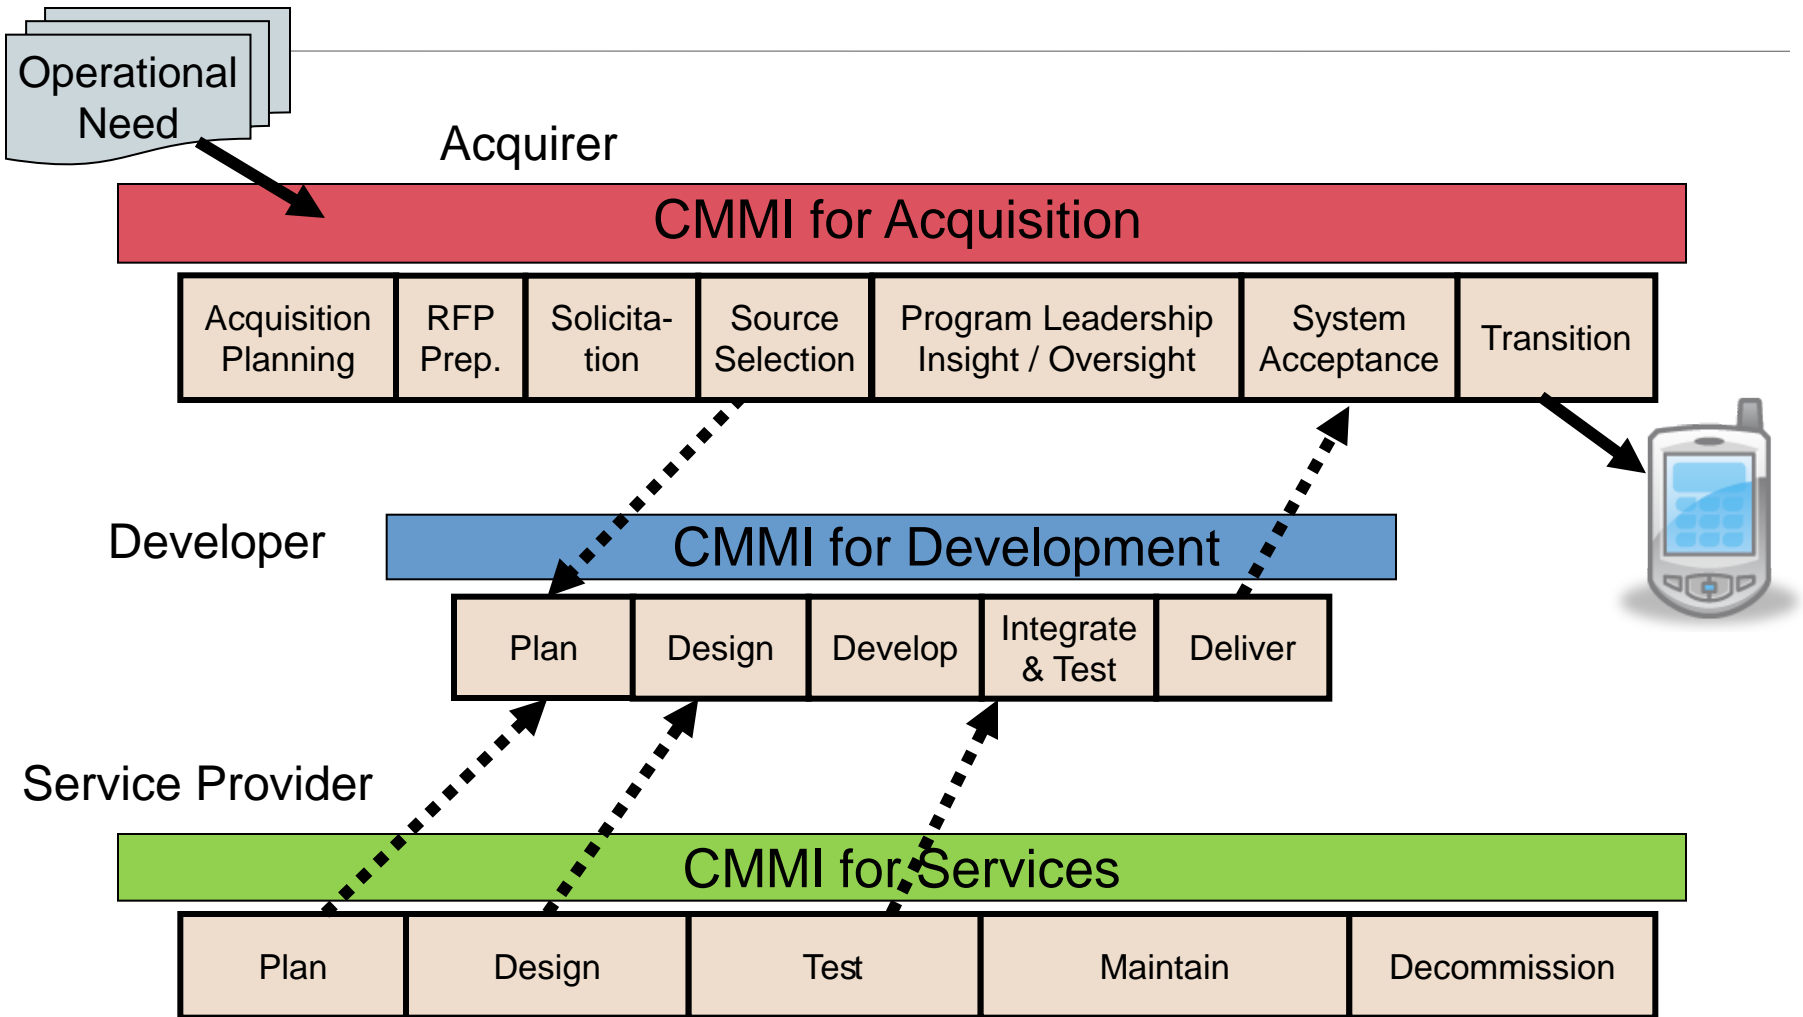 Operational
Need
Acquirer
CMMI for Acquisition
Acquisition
Planning
RFP
Prep.
Solicita-
tion
Source
Selection
Program Leadership
Insight / Oversight
System
Acceptance
Transition
Developer
CMMI for Development
Plan
Design
Develop
Integrate
& Test
Deliver
Service Provider
CMMI for Services
Plan
Design
Test
Maintain
Decommission